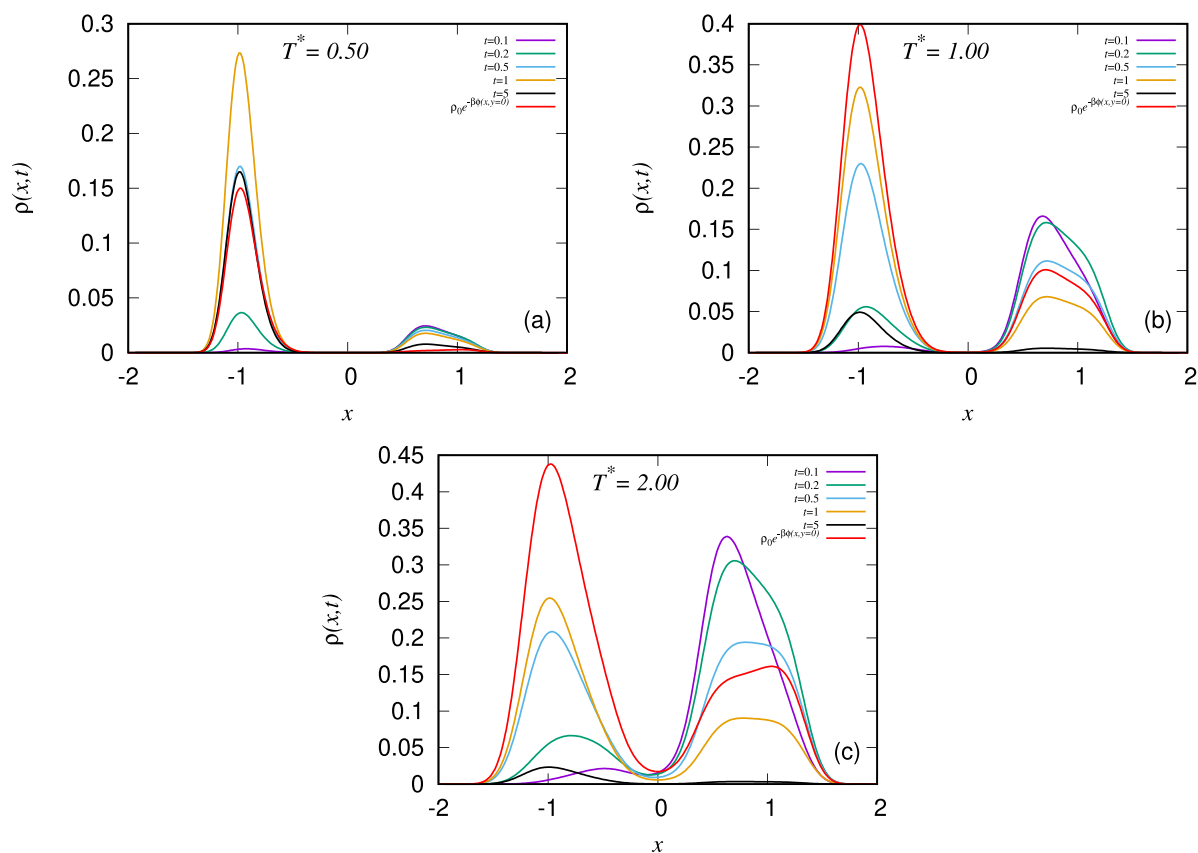 T* = 0.50
t=0.1
t=0.2
t=0.5
t=1
t=5
ρ₀e^{-βϕ(x,y=0)}
0.3
0.25
0.2
0.15
0.1
0.05
0
ρ(x,t)
(a)
-2
-1
0
1
2
x
T* = 1.00
t=0.1
t=0.2
t=0.5
t=1
t=5
ρ₀e^{-βϕ(x,y=0)}
0.4
0.35
0.3
0.25
0.2
0.15
0.1
0.05
0
ρ(x,t)
(b)
-2
-1
0
1
2
x
T* = 2.00
t=0.1
t=0.2
t=0.5
t=1
t=5
ρ₀e^{-βϕ(x,y=0)}
0.45
0.4
0.35
0.3
0.25
0.2
0.15
0.1
0.05
0
ρ(x,t)
(c)
-2
-1
0
1
2
x